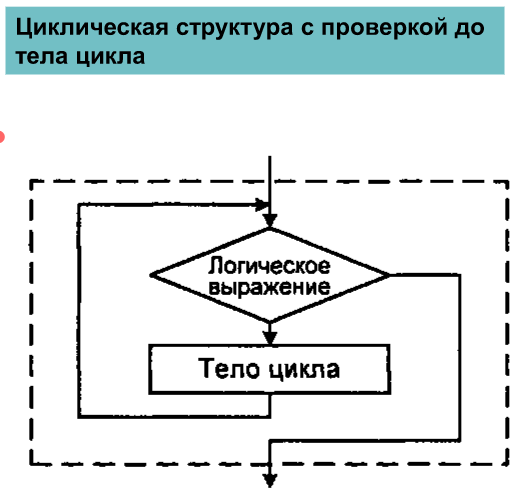 Циклическая структура с проверкой до
тела цикла
Логическое
выражение
Тело цикла